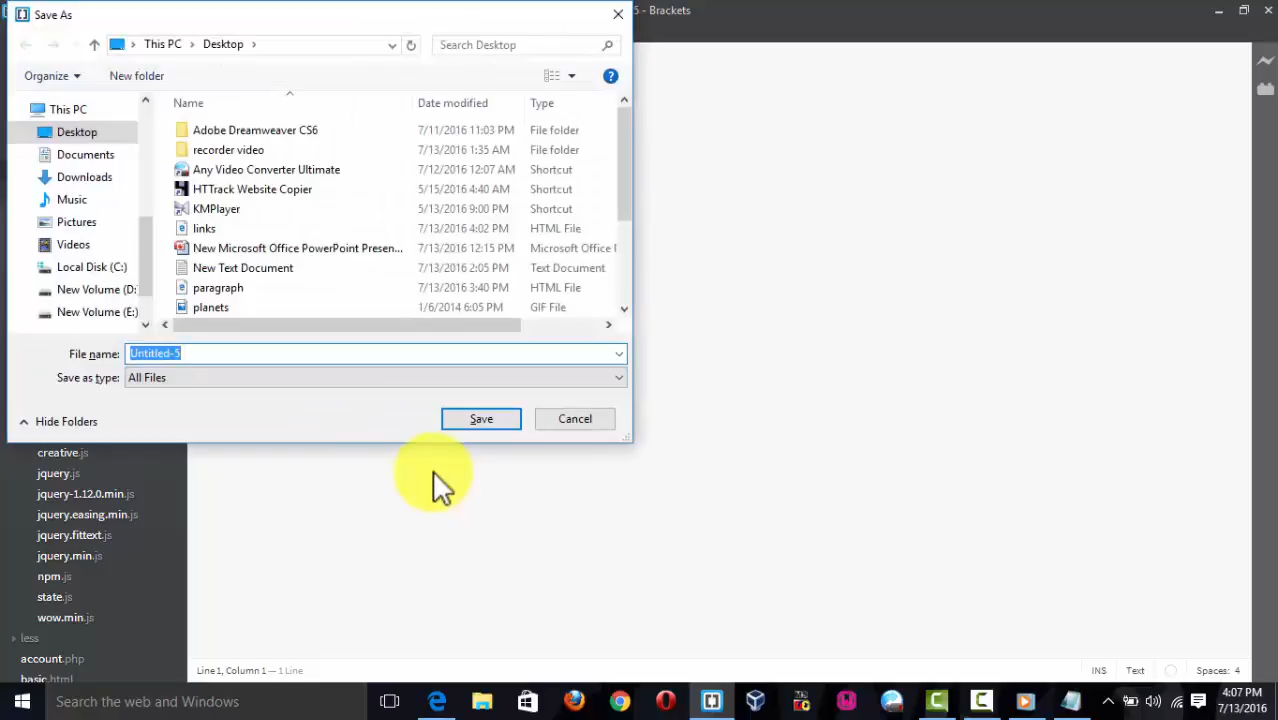 Save As
5 - Brackets
This PC
Desktop
Search Desktop
Organize
New folder
Name
Date modified
Type
This PC
Desktop
Documents
Downloads
Music
Pictures
Videos
Local Disk (C:)
New Volume (D:
New Volume (E:)
Adobe Dreamweaver CS6 7/11/2016 11:03 PM File folder
recorder video 7/13/2016 1:35 AM File folder
Any Video Converter Ultimate 7/12/2016 12:07 AM Shortcut
HTTrack Website Copier 5/15/2016 4:40 AM Shortcut
KMPlayer 5/13/2016 9:00 PM Shortcut
links 7/13/2016 4:02 PM HTML File
New Microsoft Office PowerPoint Presen... 7/13/2016 12:15 PM Microsoft Office
New Text Document 7/13/2016 2:05 PM Text Document
paragraph 7/13/2016 3:40 PM HTML File
planets 1/6/2014 6:05 PM GIF File
File name: Untitled-5
Save as type: All Files
Hide Folders
Save
Cancel
creative.js
jquery.js
jquery-1.12.0.min.js
jquery.easing.min.js
jquery.fittext.js
jquery.min.js
npm.js
state.js
wow.min.js
less
account.php
basic.html
Line 1, Column 1 — 1 Line
INS
Text
Spaces: 4
Search the web and Windows
4:07 PM
7/13/2016